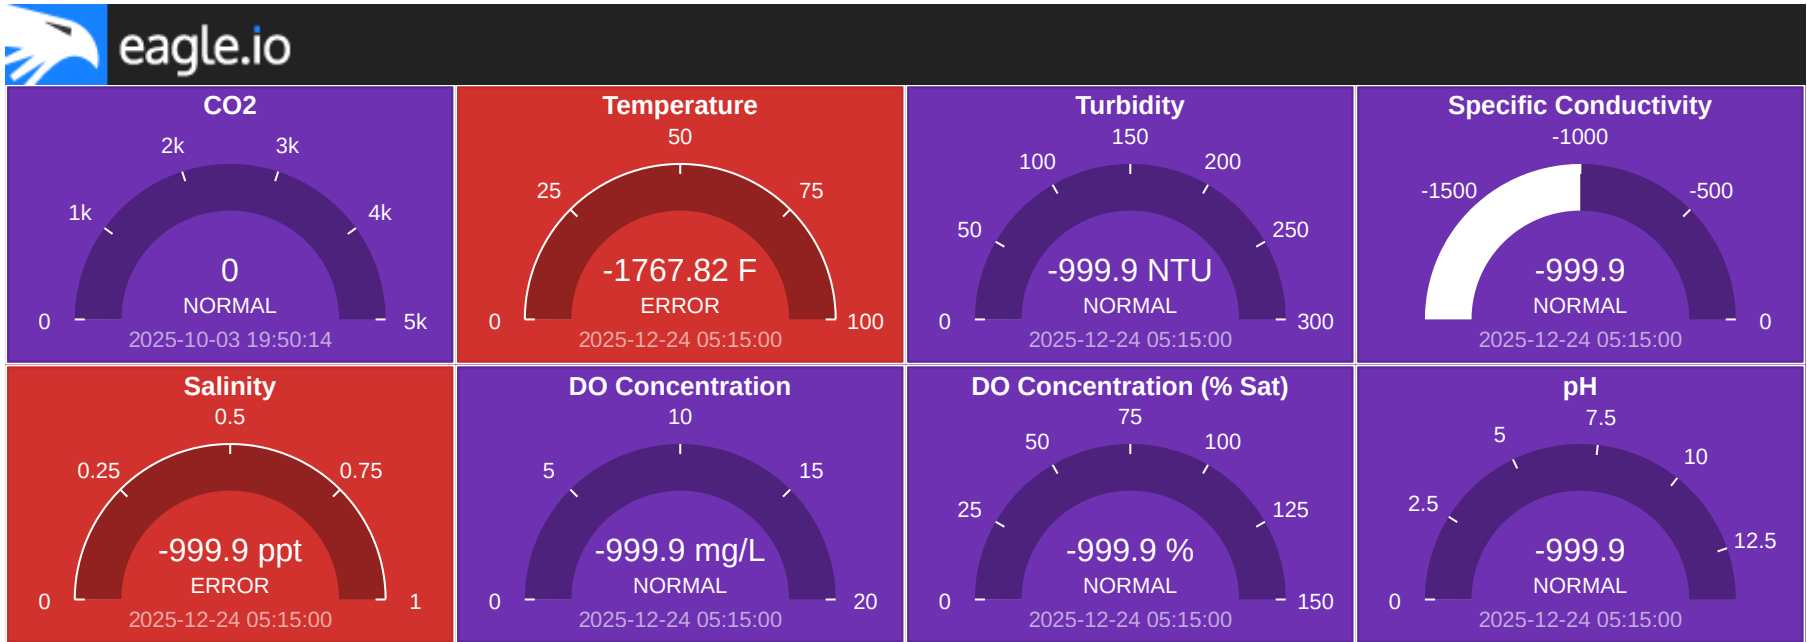 eagle.io
CO2
0
1k
2k
3k
4k
5k
0
NORMAL
2025-10-03 19:50:14
Temperature
0
25
50
75
100
-1767.82 F
ERROR
2025-12-24 05:15:00
Turbidity
0
50
100
150
200
250
300
-999.9 NTU
NORMAL
2025-12-24 05:15:00
Specific Conductivity
-1500
-1000
-500
0
-999.9
NORMAL
2025-12-24 05:15:00
Salinity
0
0.25
0.5
0.75
1
-999.9 ppt
ERROR
2025-12-24 05:15:00
DO Concentration
0
5
10
15
20
-999.9 mg/L
NORMAL
2025-12-24 05:15:00
DO Concentration (% Sat)
0
25
50
75
100
125
150
-999.9 %
NORMAL
2025-12-24 05:15:00
pH
0
2.5
5
7.5
10
12.5
-999.9
NORMAL
2025-12-24 05:15:00